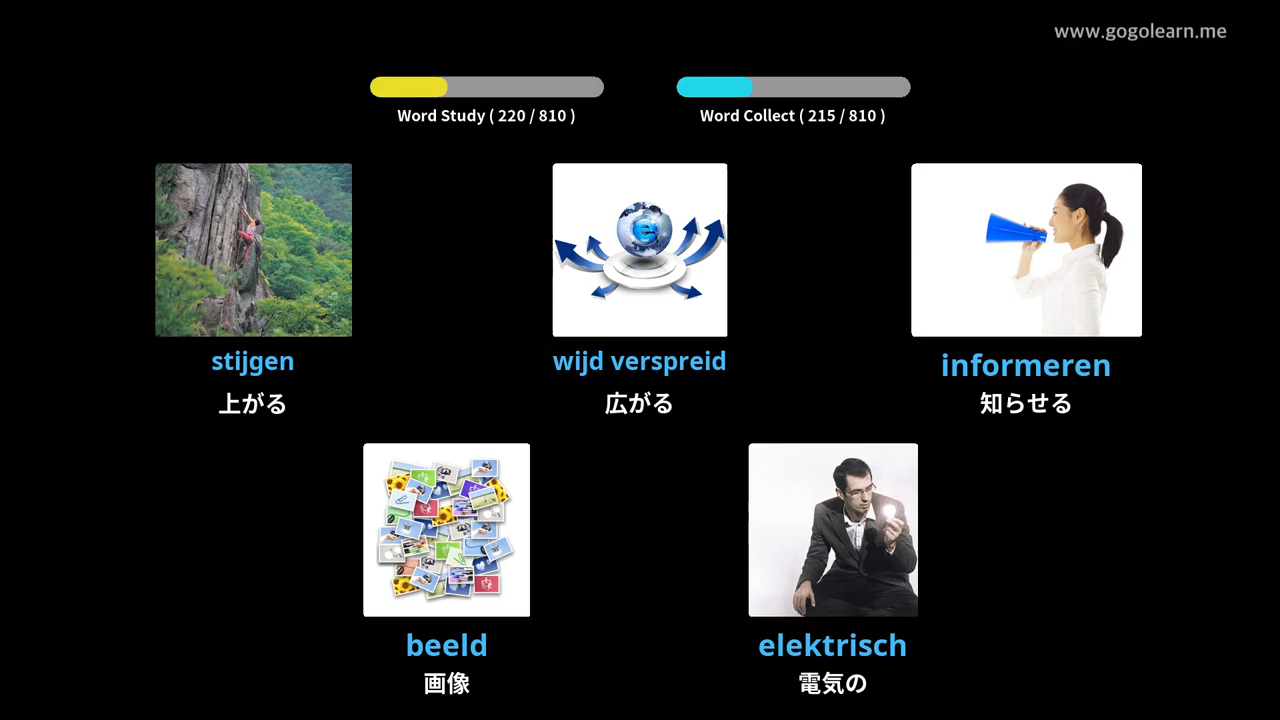 www.gogolearn.me
Word Study ( 220 / 810 )
Word Collect ( 215 / 810 )
stijgen
上がる
wijd verspreid
広がる
informeren
知らせる
beeld
画像
elektrisch
電気の